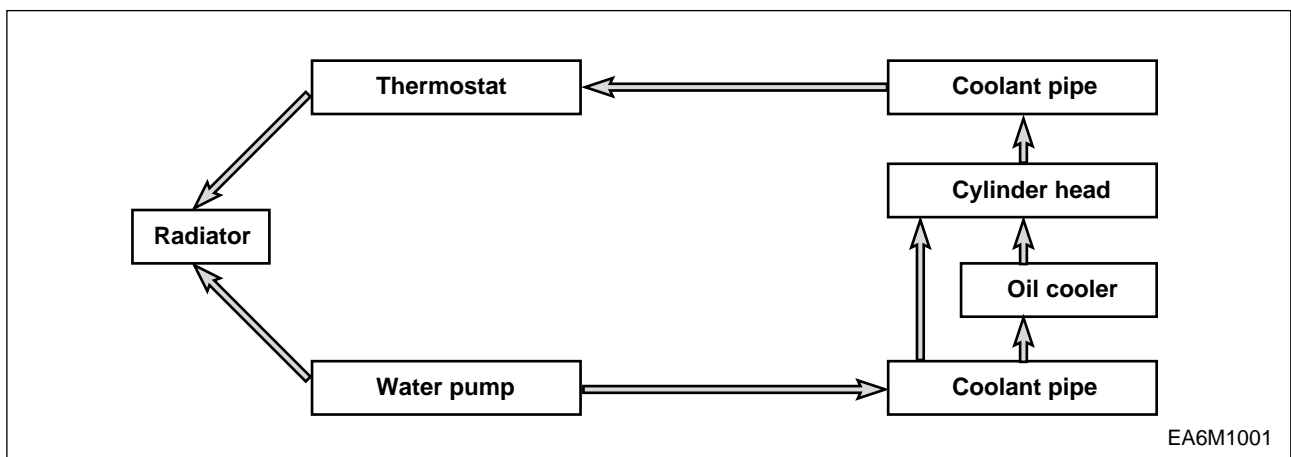 Thermostat
Coolant pipe
Cylinder head
Radiator
Oil cooler
Water pump
Coolant pipe
EA6M1001